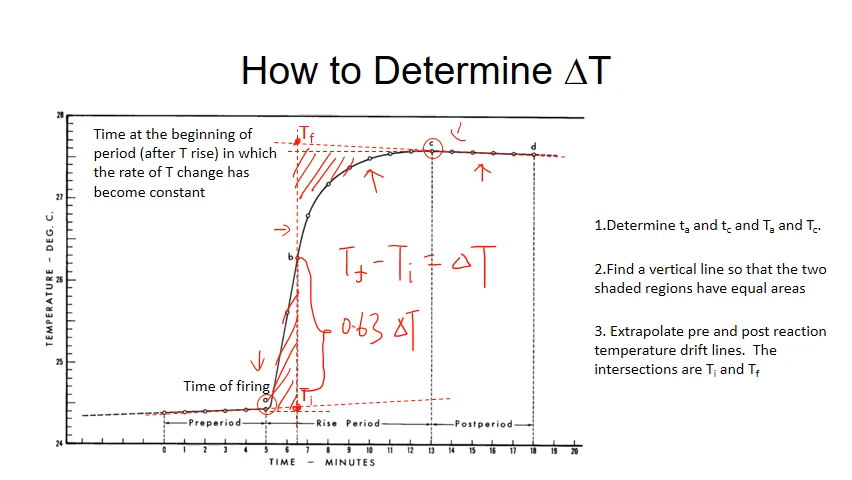 How to Determine ΔT
28
27
26
25
24
TEMPERATURE - DEG. C.
Time at the beginning of
period (after T rise) in which
the rate of T change has
become constant
Tf
c
d
b
Tf - Ti = ΔT
0.63 ΔT
Time of firing
a
Ti
Preperiod
Rise Period
Postperiod
0 1 2 3 4 5 6 7 8 9 10 11 12 13 14 15 16 17 18 19 20
TIME - MINUTES
1.Determine ta and tc and Ta and Tc.
2.Find a vertical line so that the two
shaded regions have equal areas
3. Extrapolate pre and post reaction
temperature drift lines. The
intersections are Ti and Tf